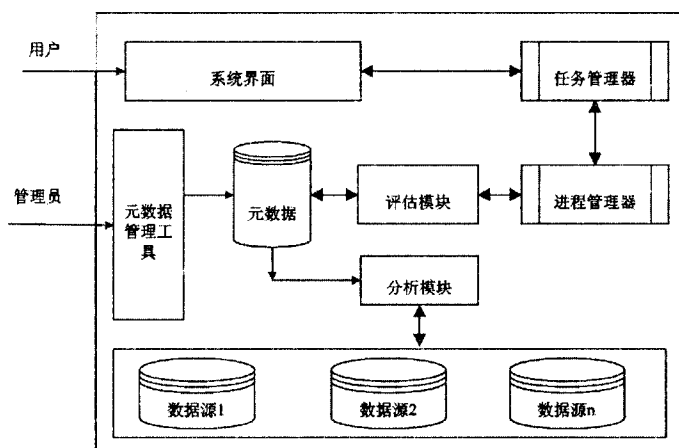 用户
系统界面
任务管理器
管理员
元数据
管理工
具
元数据
评估模块
进程管理器
分析模块
数据源1
数据源2
数据源n